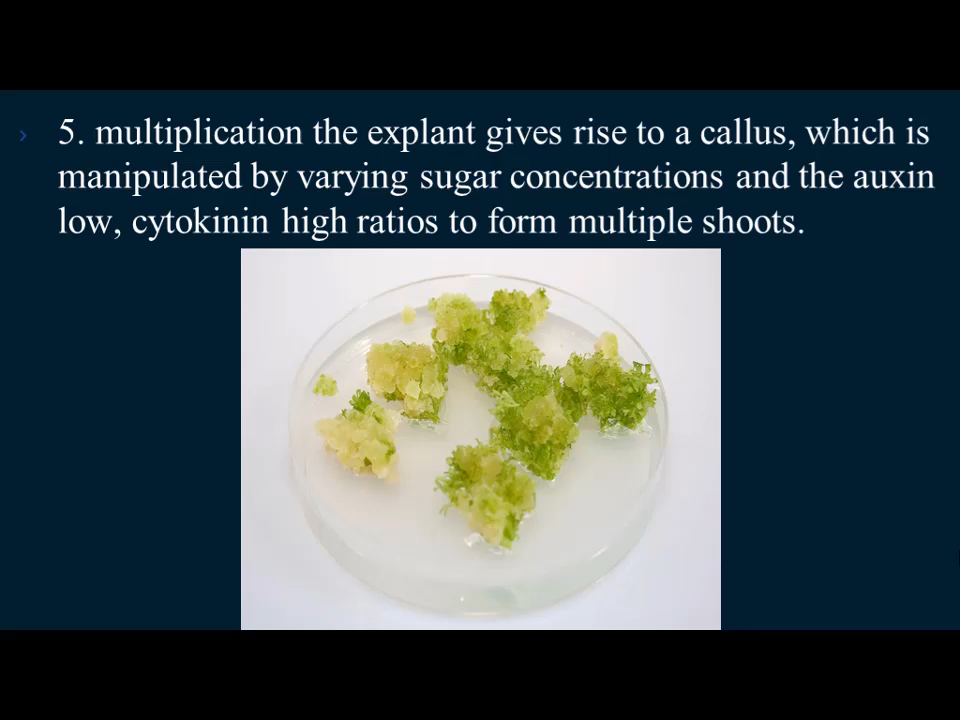 5. multiplication the explant gives rise to a callus, which is
manipulated by varying sugar concentrations and the auxin
low, cytokinin high ratios to form multiple shoots.